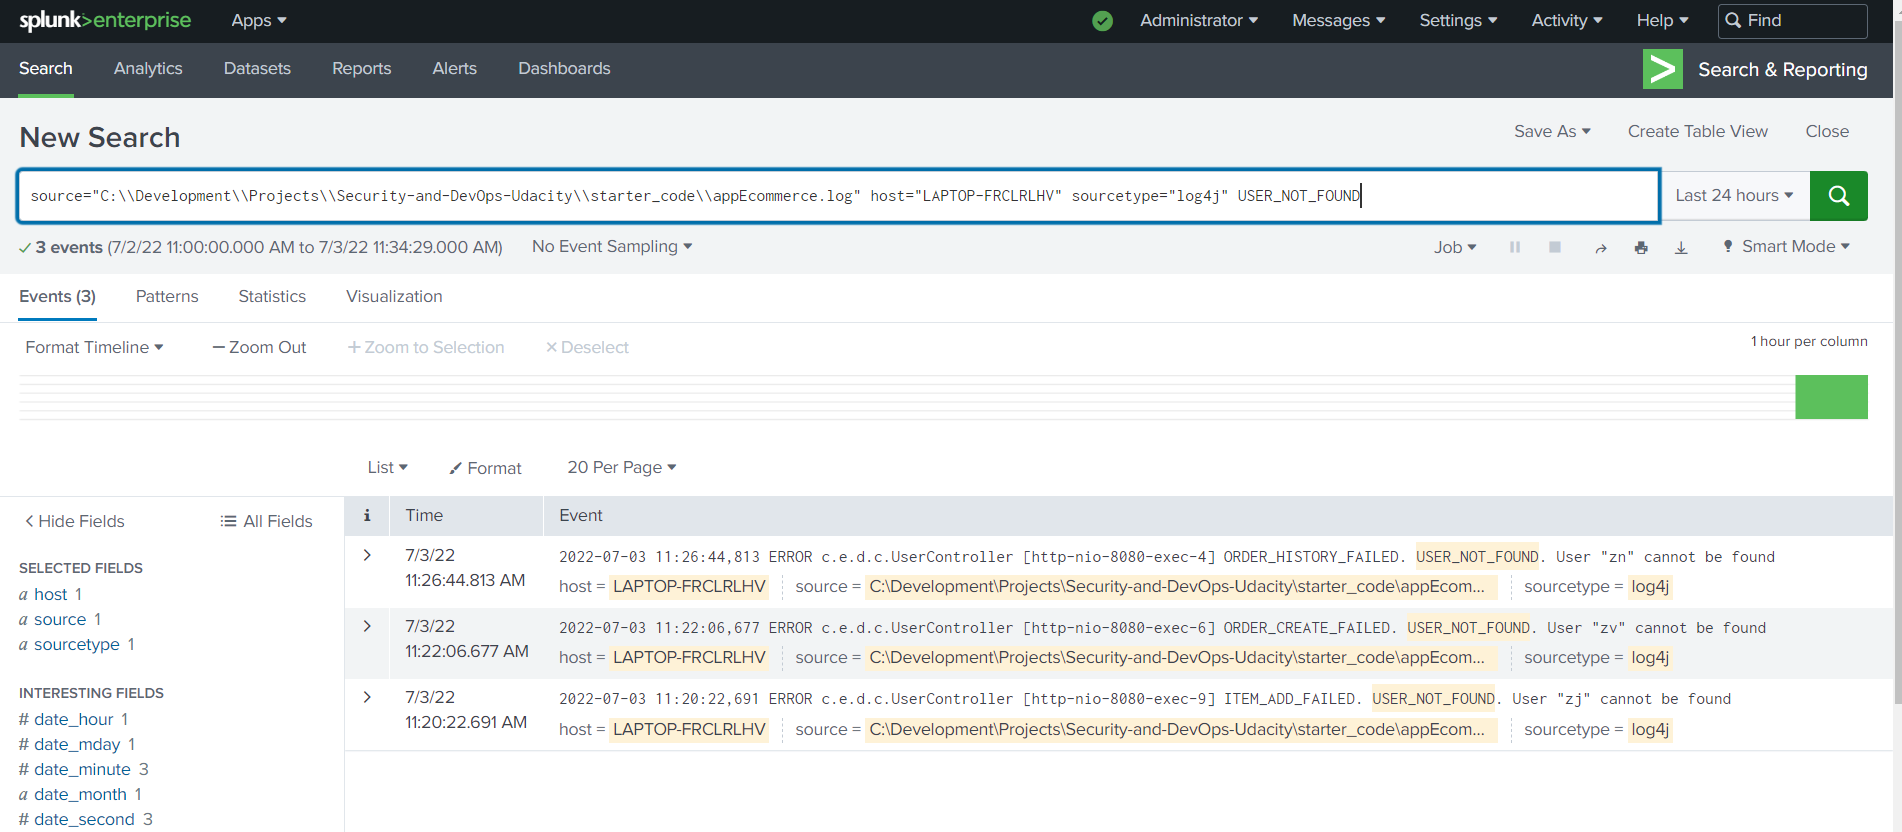 splunk>enterprise Apps Administrator Messages Settings Activity Help Find
Search Analytics Datasets Reports Alerts Dashboards Search & Reporting
New Search Save As Create Table View Close
source="C:\\Development\\Projects\\Security-and-DevOps-Udacity\\starter_code\\appEcommerce.log" host="LAPTOP-FRCLRLHV" sourcetype="log4j" USER_NOT_FOUND Last 24 hours
3 events (7/2/22 11:00:00.000 AM to 7/3/22 11:34:29.000 AM) No Event Sampling Job Smart Mode
Events (3) Patterns Statistics Visualization
Format Timeline — Zoom Out + Zoom to Selection × Deselect 1 hour per column
List Format 20 Per Page
< Hide Fields All Fields
SELECTED FIELDS
a host 1
a source 1
a sourcetype 1
INTERESTING FIELDS
# date_hour 1
# date_mday 1
# date_minute 3
a date_month 1
# date_second 3
i Time Event
> 7/3/22 11:26:44.813 AM
2022-07-03 11:26:44,813 ERROR c.e.d.c.UserController [http-nio-8080-exec-4] ORDER_HISTORY_FAILED. USER_NOT_FOUND. User "zn" cannot be found
host = LAPTOP-FRCLRLHV source = C:\Development\Projects\Security-and-DevOps-Udacity\starter_code\appEcom... sourcetype = log4j
> 7/3/22 11:22:06.677 AM
2022-07-03 11:22:06,677 ERROR c.e.d.c.UserController [http-nio-8080-exec-6] ORDER_CREATE_FAILED. USER_NOT_FOUND. User "zv" cannot be found
host = LAPTOP-FRCLRLHV source = C:\Development\Projects\Security-and-DevOps-Udacity\starter_code\appEcom... sourcetype = log4j
> 7/3/22 11:20:22.691 AM
2022-07-03 11:20:22,691 ERROR c.e.d.c.UserController [http-nio-8080-exec-9] ITEM_ADD_FAILED. USER_NOT_FOUND. User "zj" cannot be found
host = LAPTOP-FRCLRLHV source = C:\Development\Projects\Security-and-DevOps-Udacity\starter_code\appEcom... sourcetype = log4j